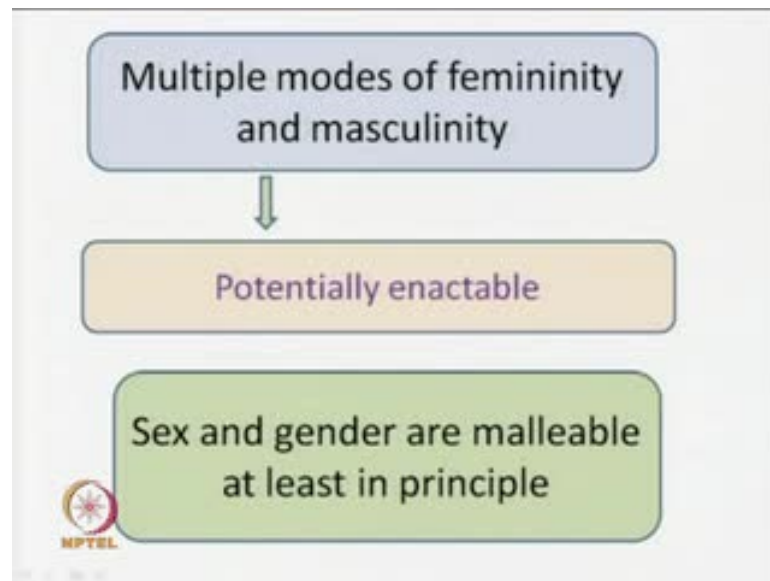 Multiple modes of femininity
and masculinity
Potentially enactable
Sex and gender are malleable
at least in principle
NPTEL